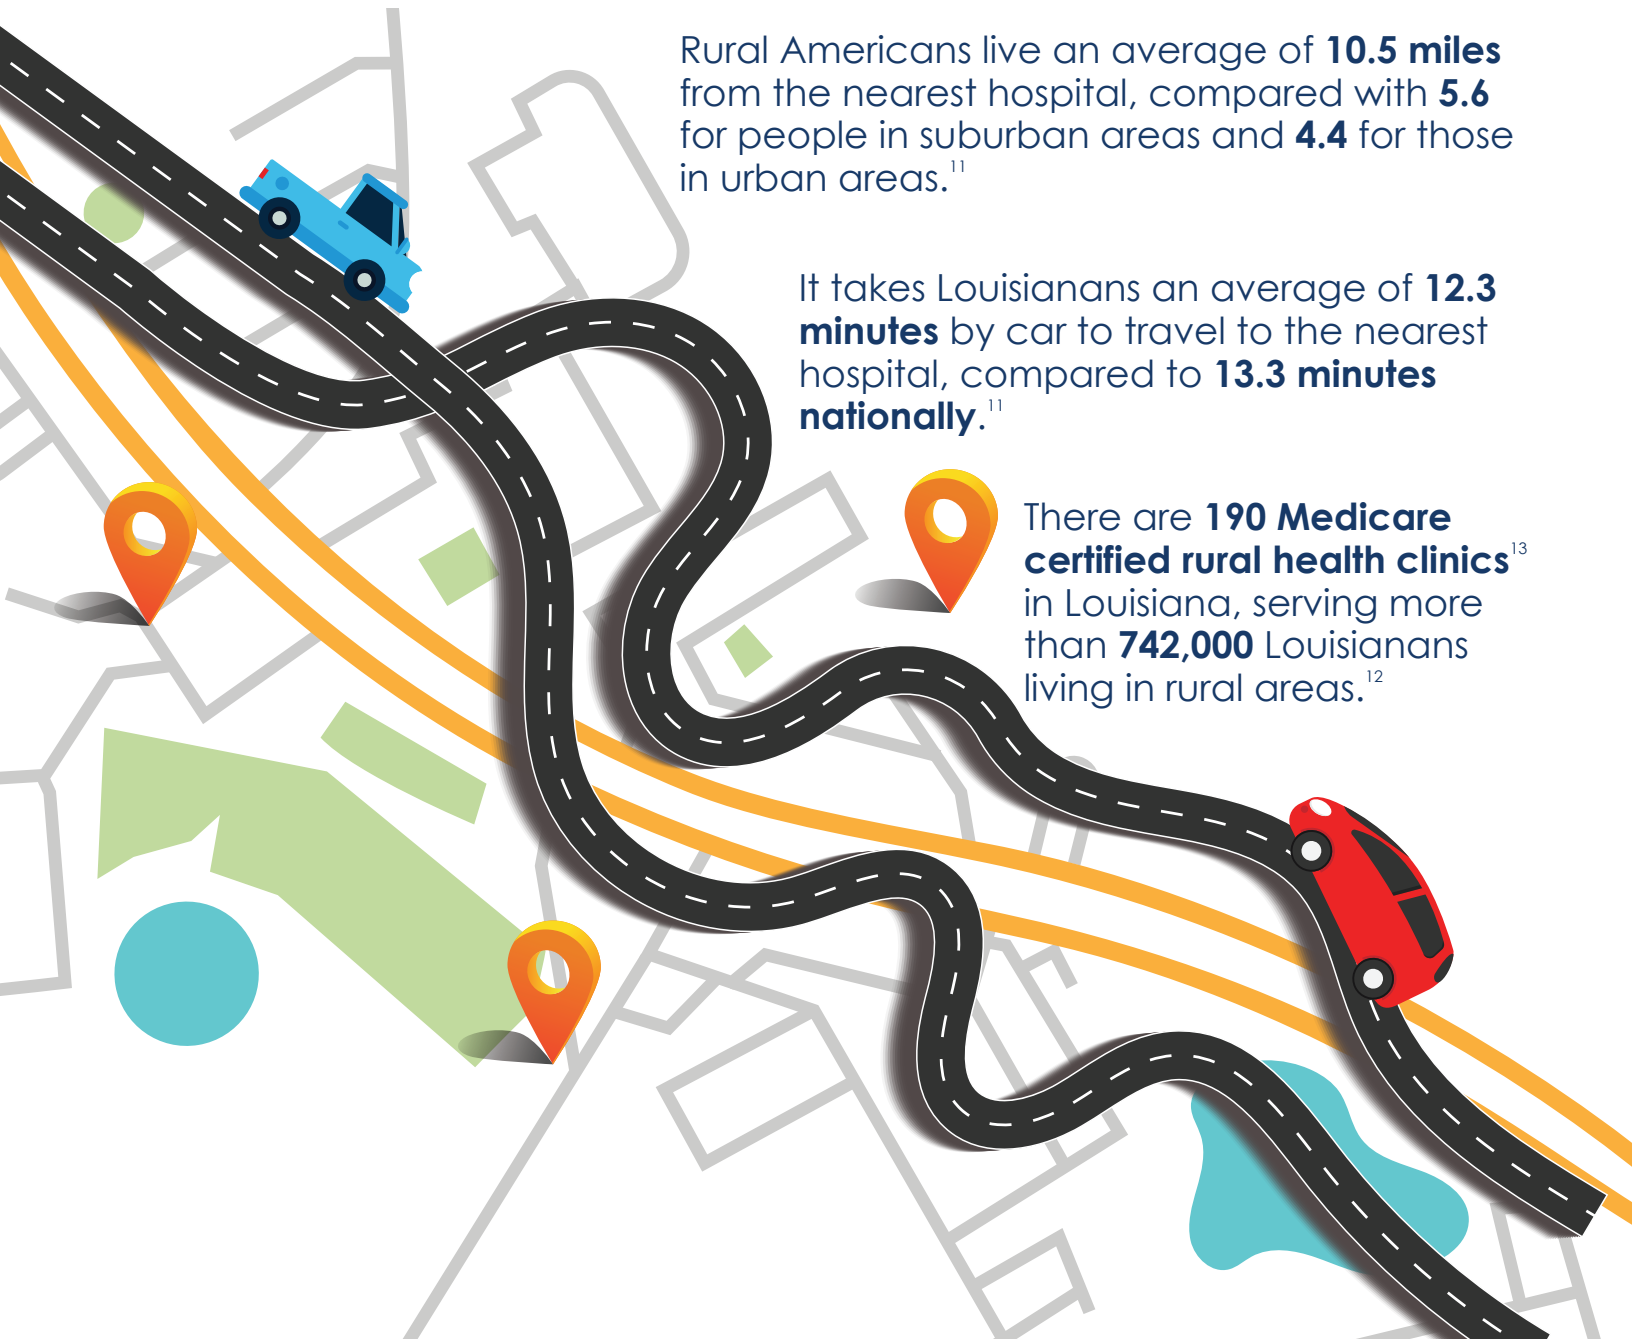 Rural Americans live an average of 10.5 miles
from the nearest hospital, compared with 5.6
for people in suburban areas and 4.4 for those
in urban areas.11
It takes Louisianans an average of 12.3
minutes by car to travel to the nearest
hospital, compared to 13.3 minutes
nationally.11
There are 190 Medicare
certified rural health clinics13
in Louisiana, serving more
than 742,000 Louisianans
living in rural areas.12